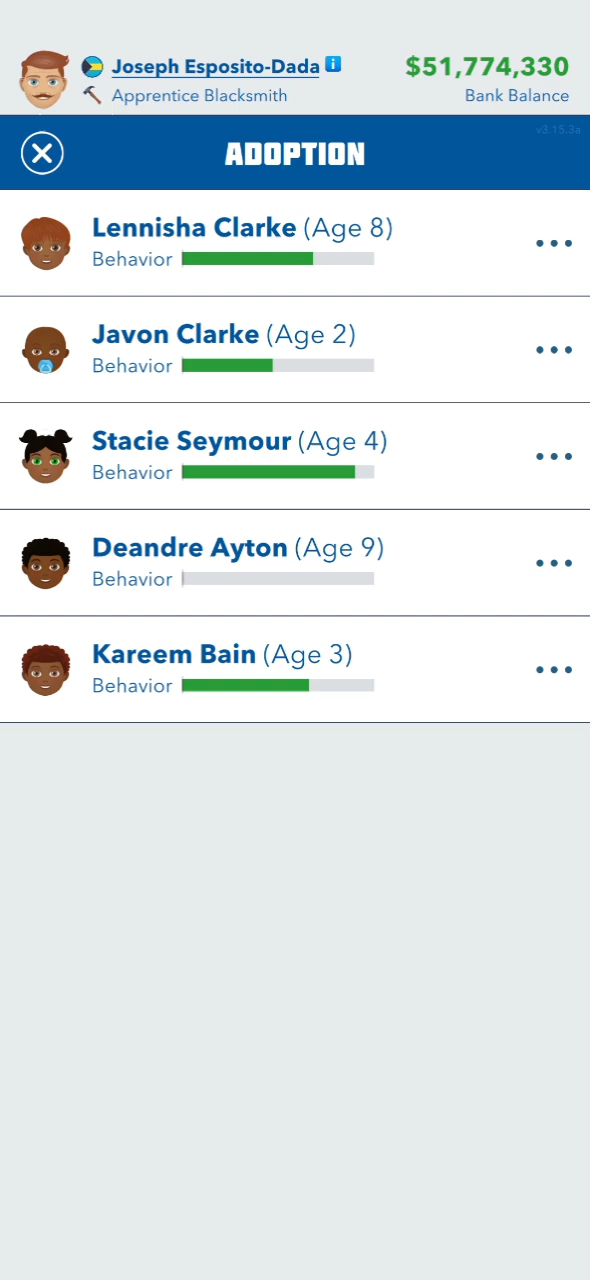 Joseph Esposito-Dada i
$51,774,330
Apprentice Blacksmith
Bank Balance
v3.15.3a
ADOPTION
Lennisha Clarke (Age 8)
Behavior
Javon Clarke (Age 2)
Behavior
Stacie Seymour (Age 4)
Behavior
Deandre Ayton (Age 9)
Behavior
Kareem Bain (Age 3)
Behavior